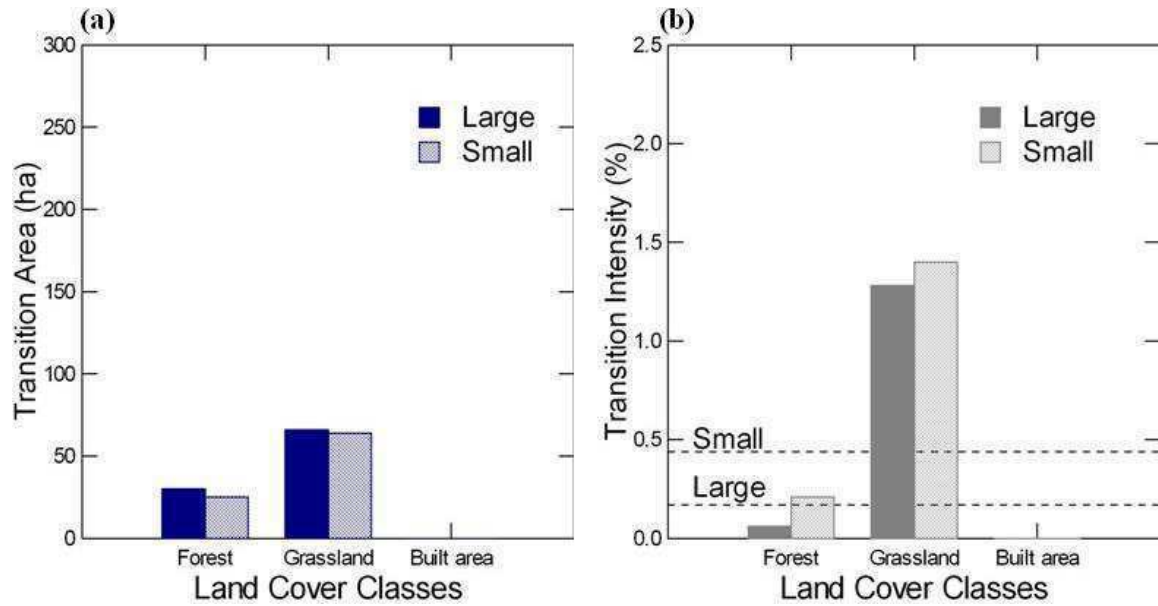 (a)
300
250
200
150
100
50
0
Transition Area (ha)
Large
Small
Forest Grassland Built area
Land Cover Classes
(b)
2.5
2.0
1.5
1.0
0.5
0.0
Transition Intensity (%)
Large
Small
Small
Large
Forest Grassland Built area
Land Cover Classes